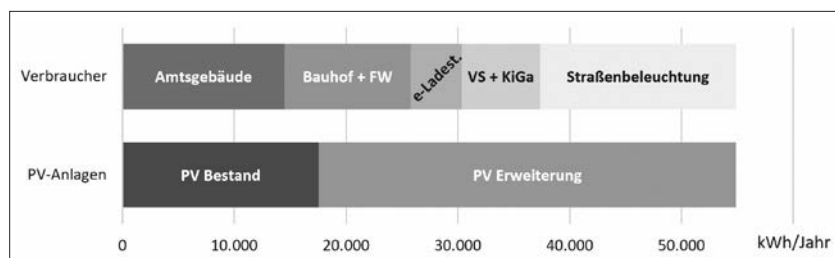 Verbraucher
Amtsgebäude
Bauhof + FW
e-Ladest.
VS + KiGa
Straßenbeleuchtung
PV-Anlagen
PV Bestand
PV Erweiterung
0 10.000 20.000 30.000 40.000 50.000 kWh/Jahr